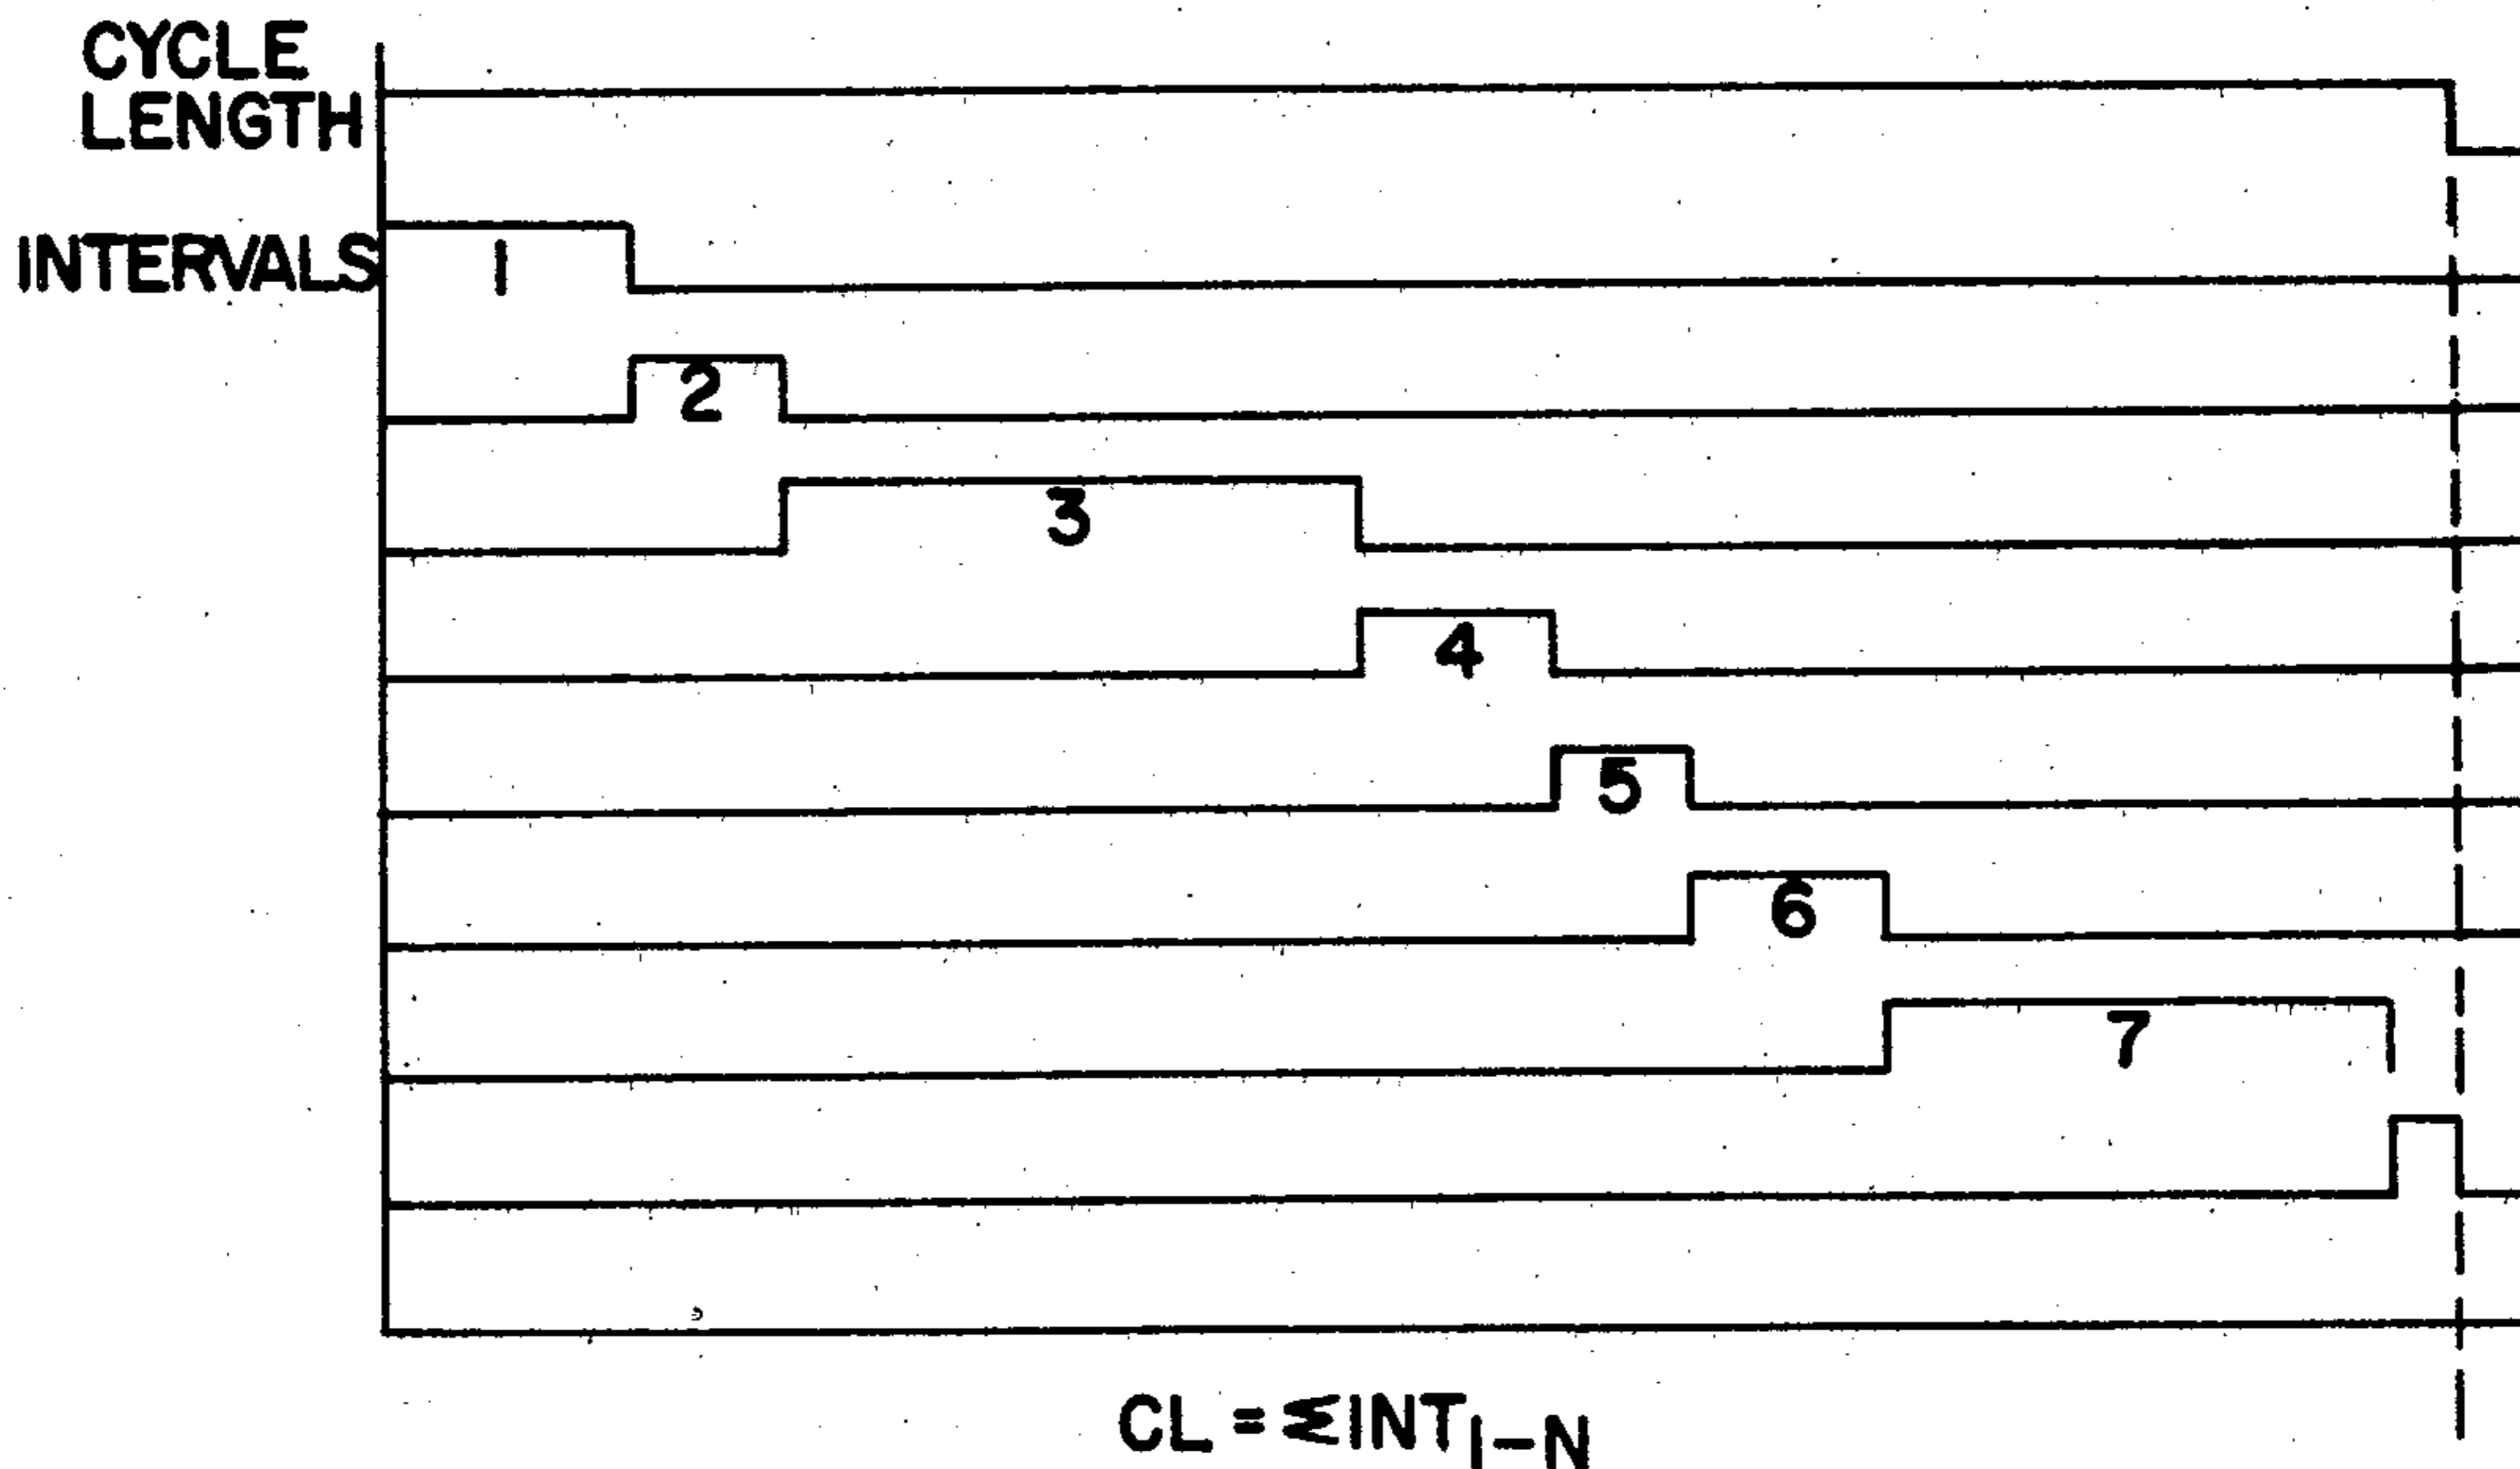 CYCLE
LENGTH
INTERVALS
1
2
3
4
5
6
7
CL = ΣINT1-N